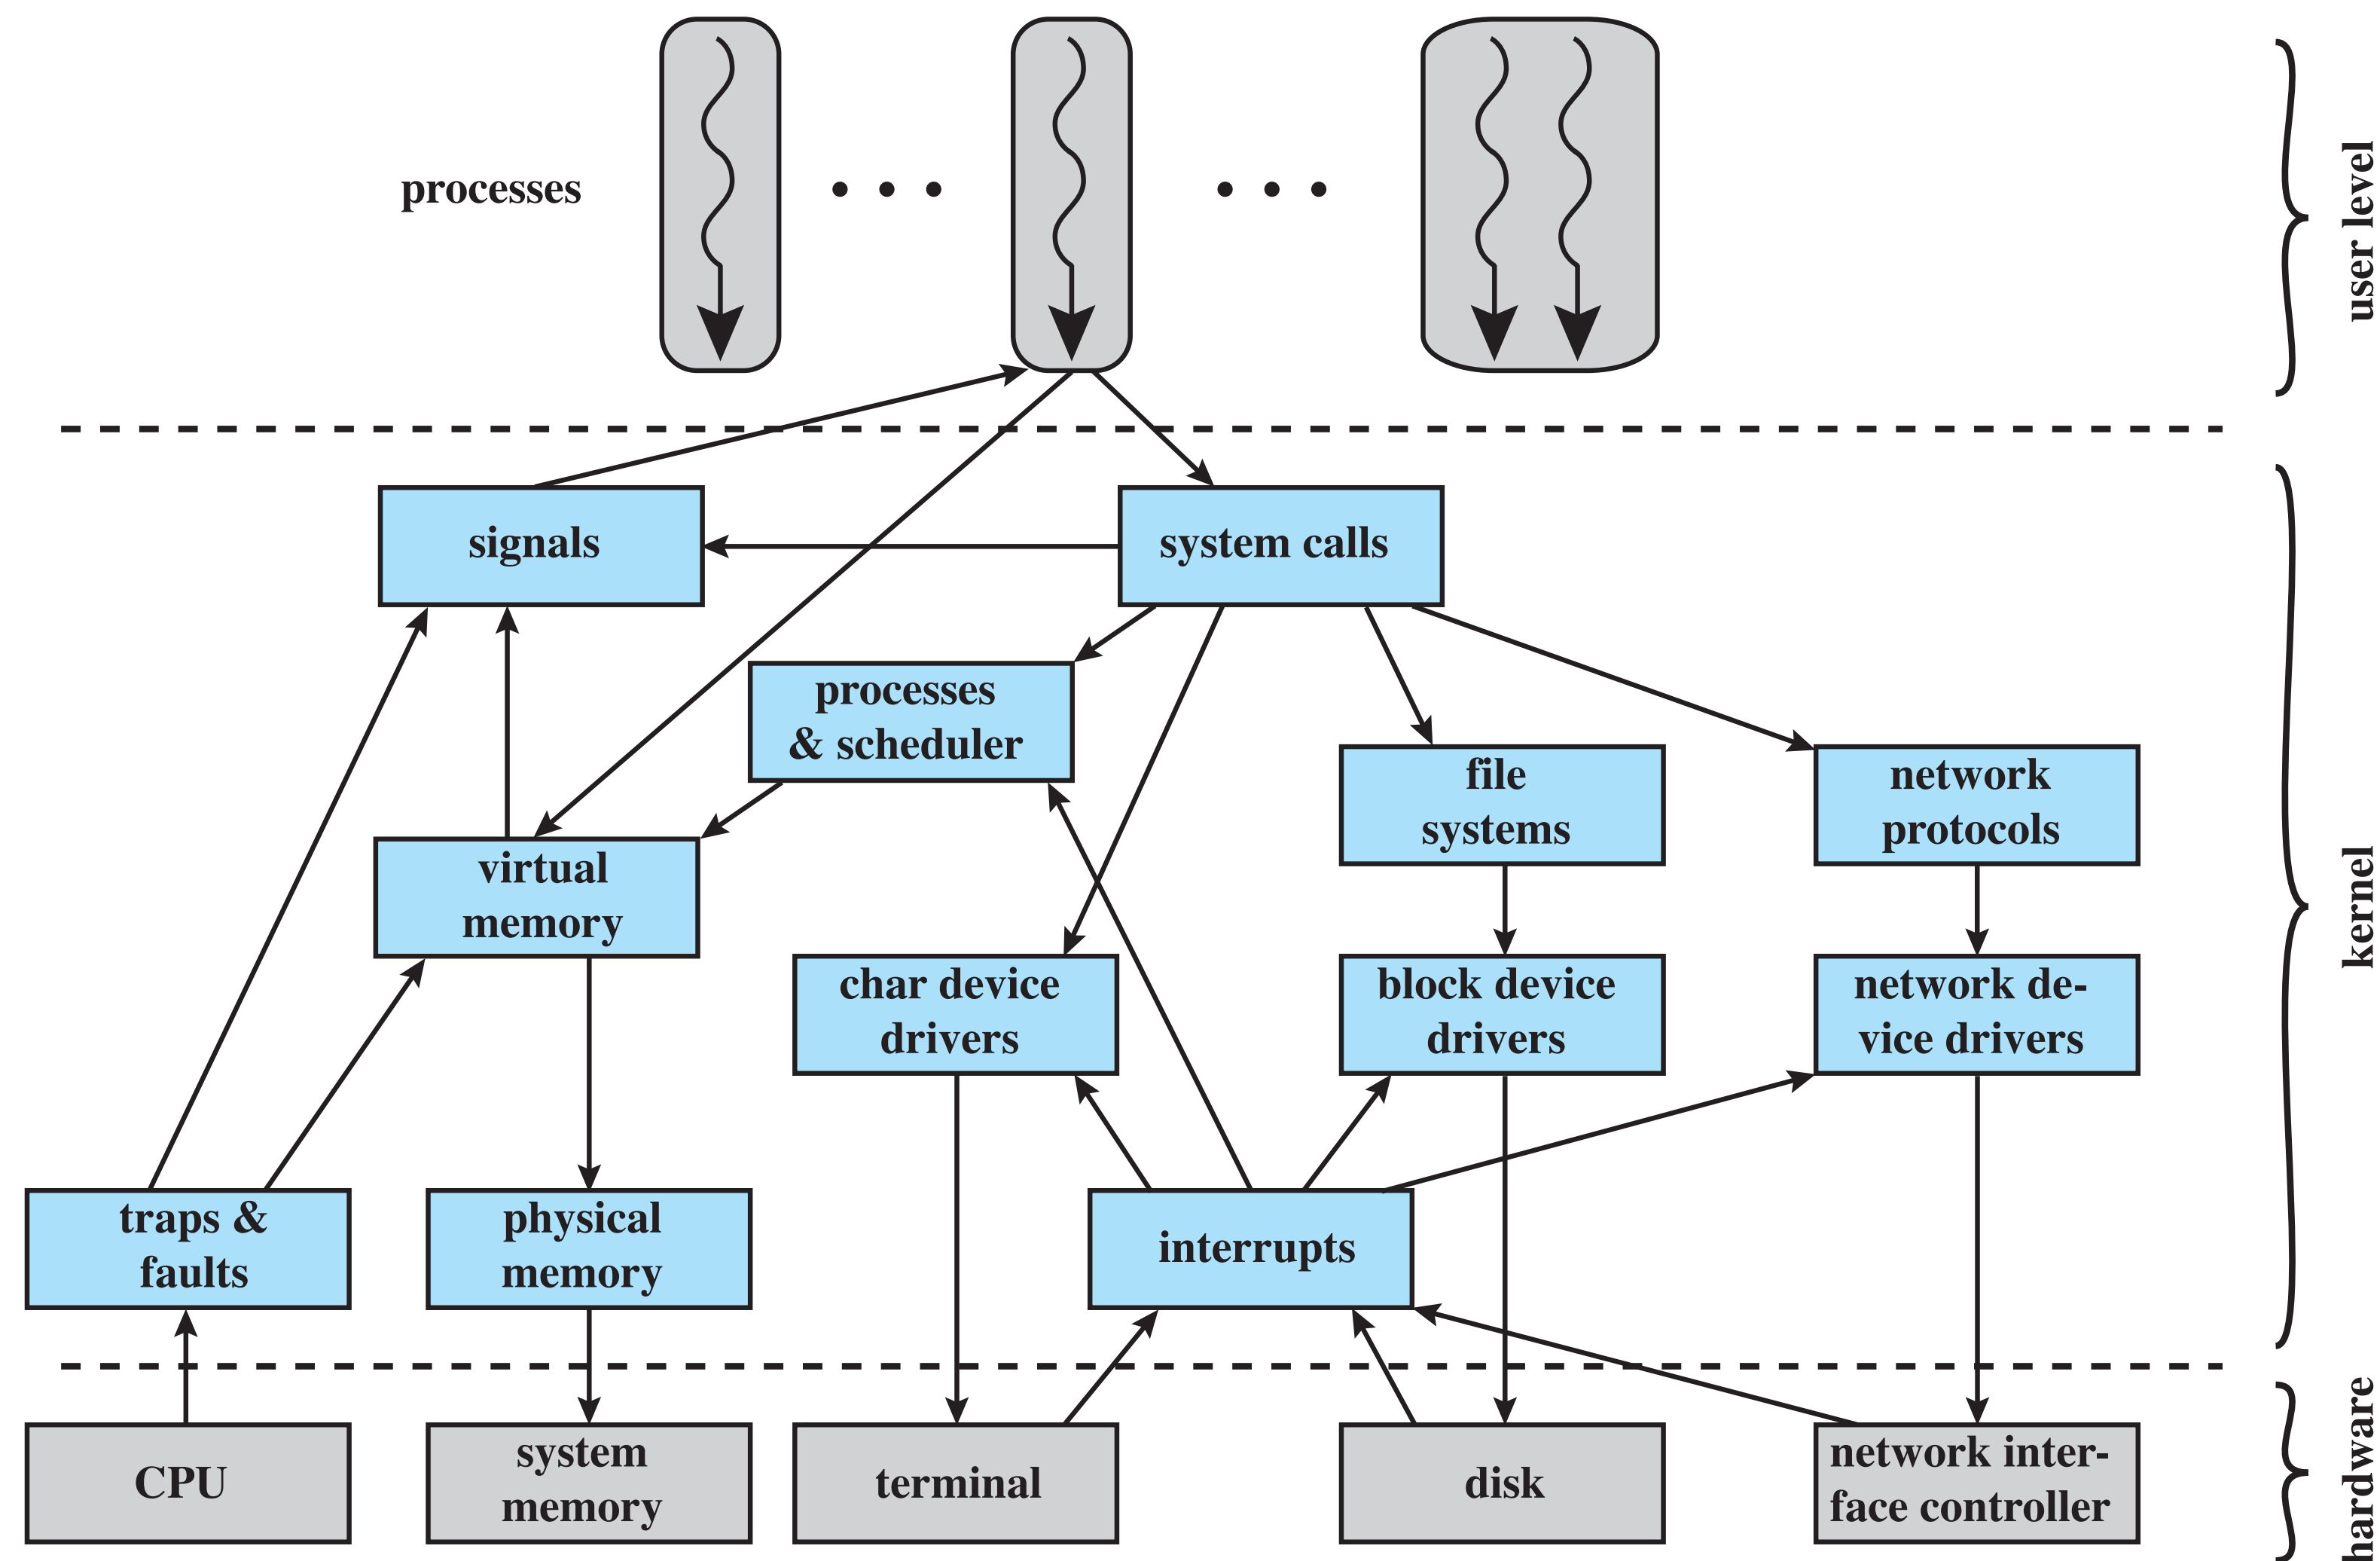 processes
user level
signals
system calls
processes
& scheduler
file
systems
network
protocols
virtual
memory
kernel
char device
drivers
block device
drivers
network de-
vice drivers
traps &
faults
physical
memory
interrupts
CPU
system
memory
terminal
disk
network inter-
face controller
hardware